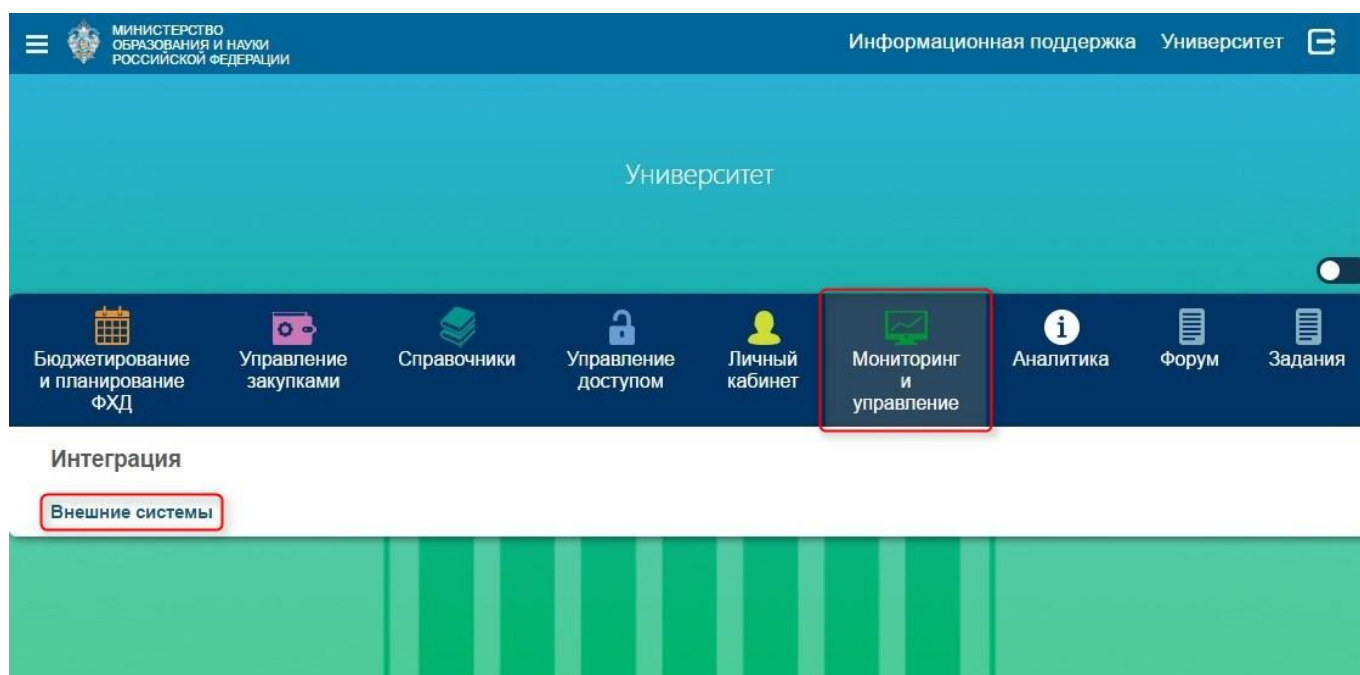 МИНИСТЕРСТВО
ОБРАЗОВАНИЯ И НАУКИ
РОССИЙСКОЙ ФЕДЕРАЦИИ
Информационная поддержка Университет
Университет
Бюджетирование
и планирование
ФХД
Управление
закупками
Справочники
Управление
доступом
Личный
кабинет
Мониторинг
и
управление
Аналитика
Форум
Задания
Интеграция
Внешние системы